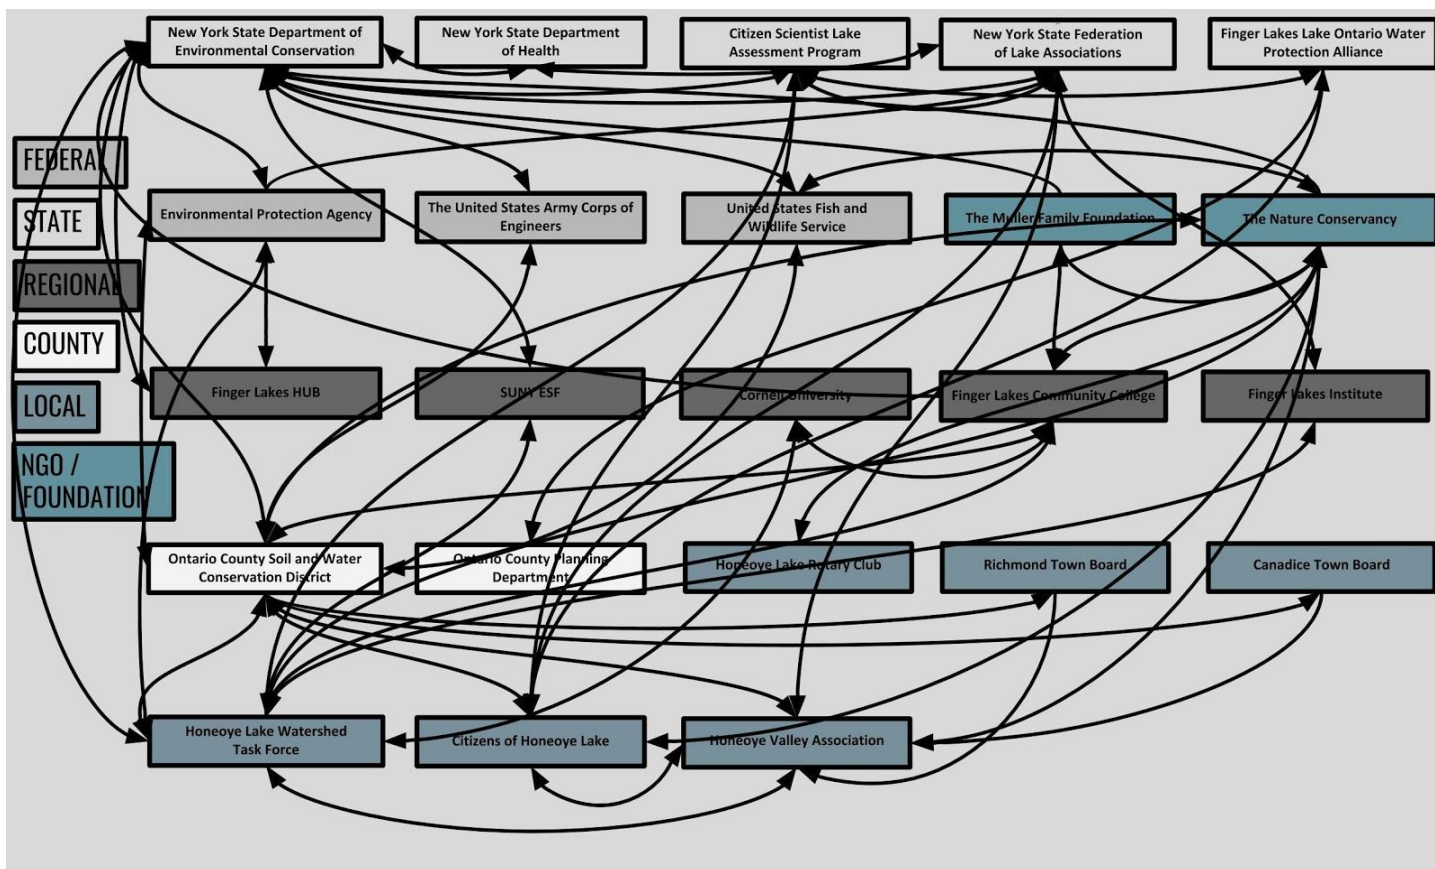 New York State Department of
Environmental Conservation
New York State Department
of Health
Citizen Scientist Lake
Assessment Program
New York State Federation
of Lake Associations
Finger Lakes Lake Ontario Water
Protection Alliance
FEDERAL
STATE
REGIONAL
COUNTY
LOCAL
NGO /
FOUNDATION
Environmental Protection Agency
The United States Army Corps of
Engineers
United States Fish and
Wildlife Service
The Muller Family Foundation
The Nature Conservancy
Finger Lakes HUB
SUNY ESF
Cornell University
Finger Lakes Community College
Finger Lakes Institute
Ontario County Soil and Water
Conservation District
Ontario County Planning
Department
Honeoye Lake Rotary Club
Richmond Town Board
Canadice Town Board
Honeoye Lake Watershed
Task Force
Citizens of Honeoye Lake
Honeoye Valley Association